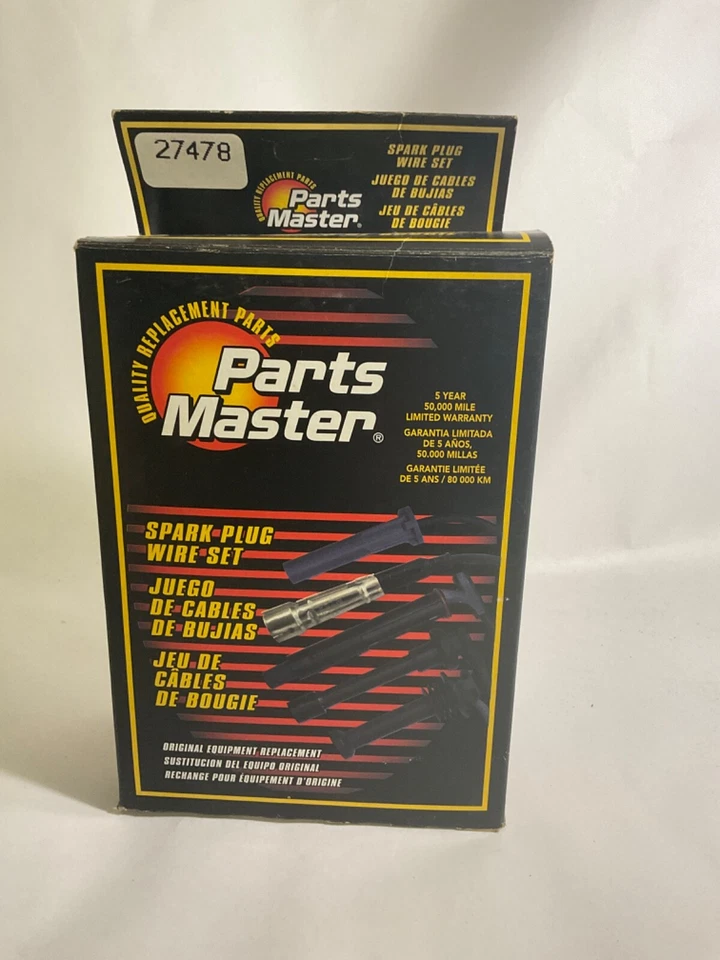 27478
QUALITY REPLACEMENT PARTS
Parts
Master®
SPARK PLUG
WIRE SET
JUEGO DE CABLES
DE BUJIAS
JEU DE CÂBLES
DE BOUGIE
QUALITY REPLACEMENT PARTS
Parts
Master®
5 YEAR
50,000 MILE
LIMITED WARRANTY
GARANTIA LIMITADA
DE 5 AÑOS,
50.000 MILLAS
GARANTIE LIMITÉE
DE 5 ANS / 80 000 KM
SPARK PLUG
WIRE SET
JUEGO
DE CABLES
DE BUJIAS
JEU DE
CÂBLES
DE BOUGIE
ORIGINAL EQUIPMENT REPLACEMENT
SUSTITUCION DEL EQUIPO ORIGINAL
RECHANGE POUR ÉQUIPEMENT D'ORIGINE